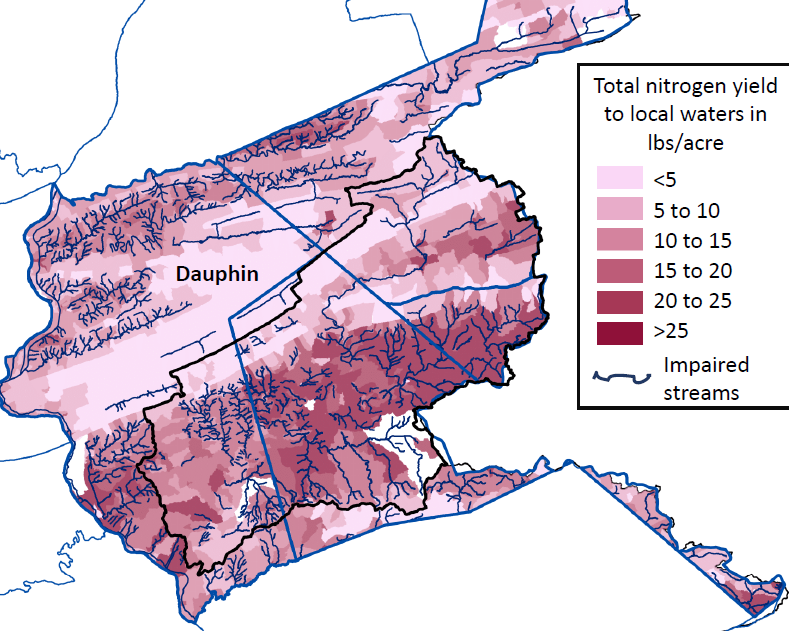 Total nitrogen yield
to local waters in
lbs/acre
<5
5 to 10
10 to 15
15 to 20
20 to 25
>25
Impaired
streams
Dauphin